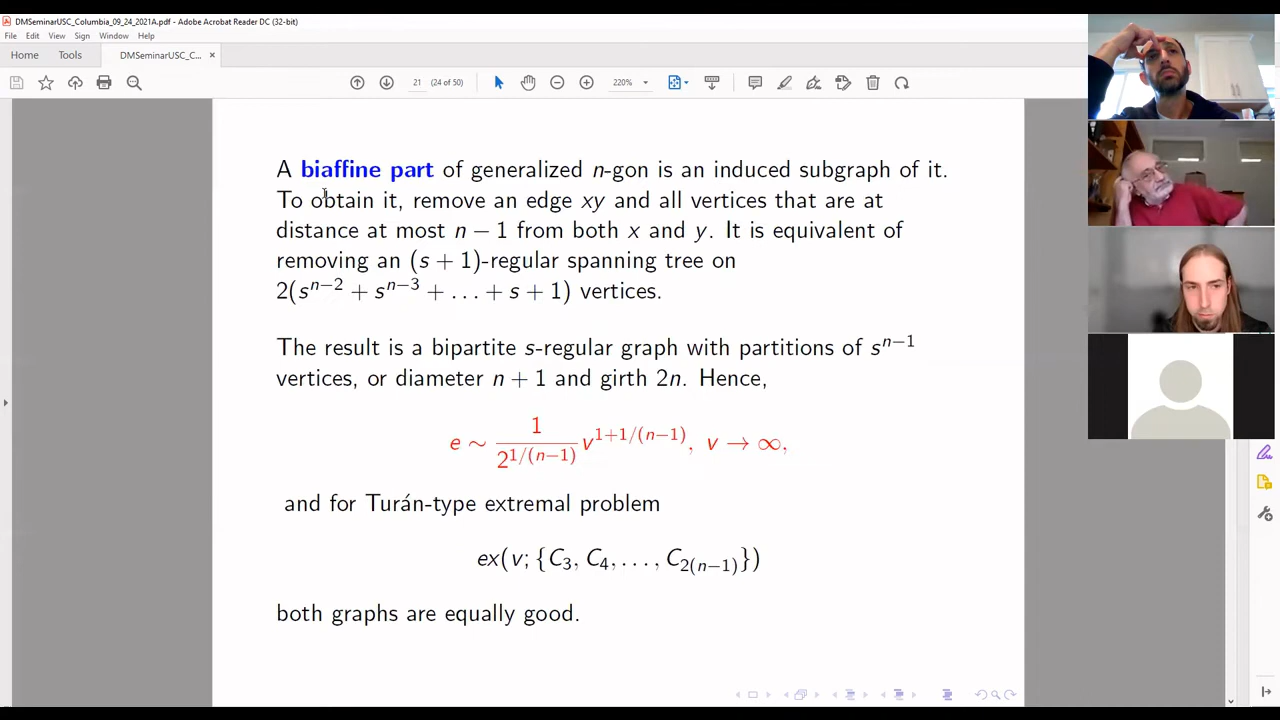 DMSeminarUSC_Columbia_09_24_2021A.pdf - Adobe Acrobat Reader DC (32-bit)
File Edit View Sign Window Help
Home Tools DMSeminarUSC_C... ×
21 (24 of 50) 220%
A biaffine part of generalized n-gon is an induced subgraph of it.
To obtain it, remove an edge xy and all vertices that are at
distance at most n − 1 from both x and y. It is equivalent of
removing an (s + 1)-regular spanning tree on
2(s^{n−2} + s^{n−3} + … + s + 1) vertices.
The result is a bipartite s-regular graph with partitions of s^{n−1}
vertices, or diameter n + 1 and girth 2n. Hence,
e ∼ \frac{1}{2^{1/(n−1)}} v^{1+1/(n−1)}, v → ∞,
and for Turán-type extremal problem
ex(v; {C_3, C_4, …, C_{2(n−1)}})
both graphs are equally good.